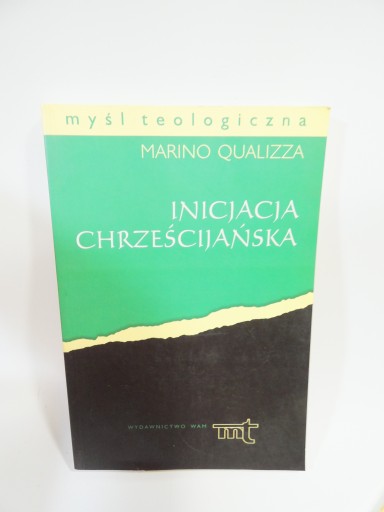 myśl teologiczna
MARINO QUALIZZA
INICJACJA
CHRZEŚCIJAŃSKA
WYDAWNICTWO WAM
mt